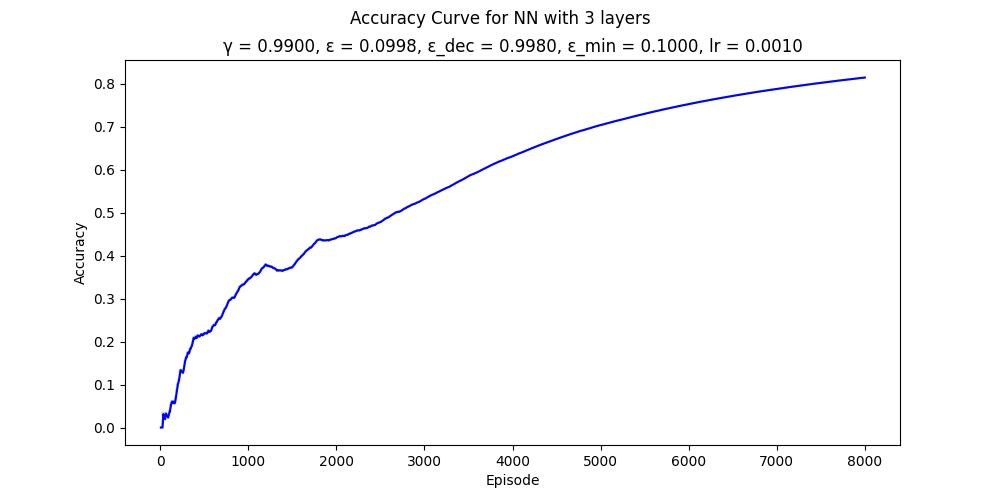 Accuracy Curve for NN with 3 layers
γ = 0.9900, ε = 0.0998, ε_dec = 0.9980, ε_min = 0.1000, lr = 0.0010
0.8
0.7
0.6
0.5
0.4
0.3
0.2
0.1
0.0
Accuracy
0 1000 2000 3000 4000 5000 6000 7000 8000
Episode